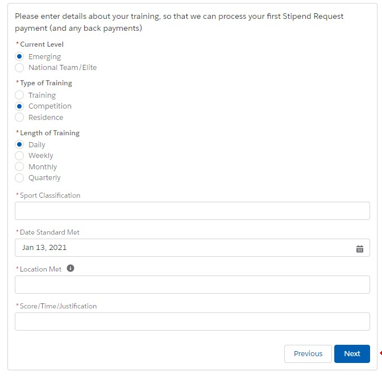 Please enter details about your training, so that we can process your first Stipend Request
payment (and any back payments)
*Current Level
Emerging
National Team/Elite
*Type of Training
Training
Competition
Residence
*Length of Training
Daily
Weekly
Monthly
Quarterly
*Sport Classification
*Date Standard Met
Jan 13, 2021
*Location Met
*Score/Time/Justification
Previous Next